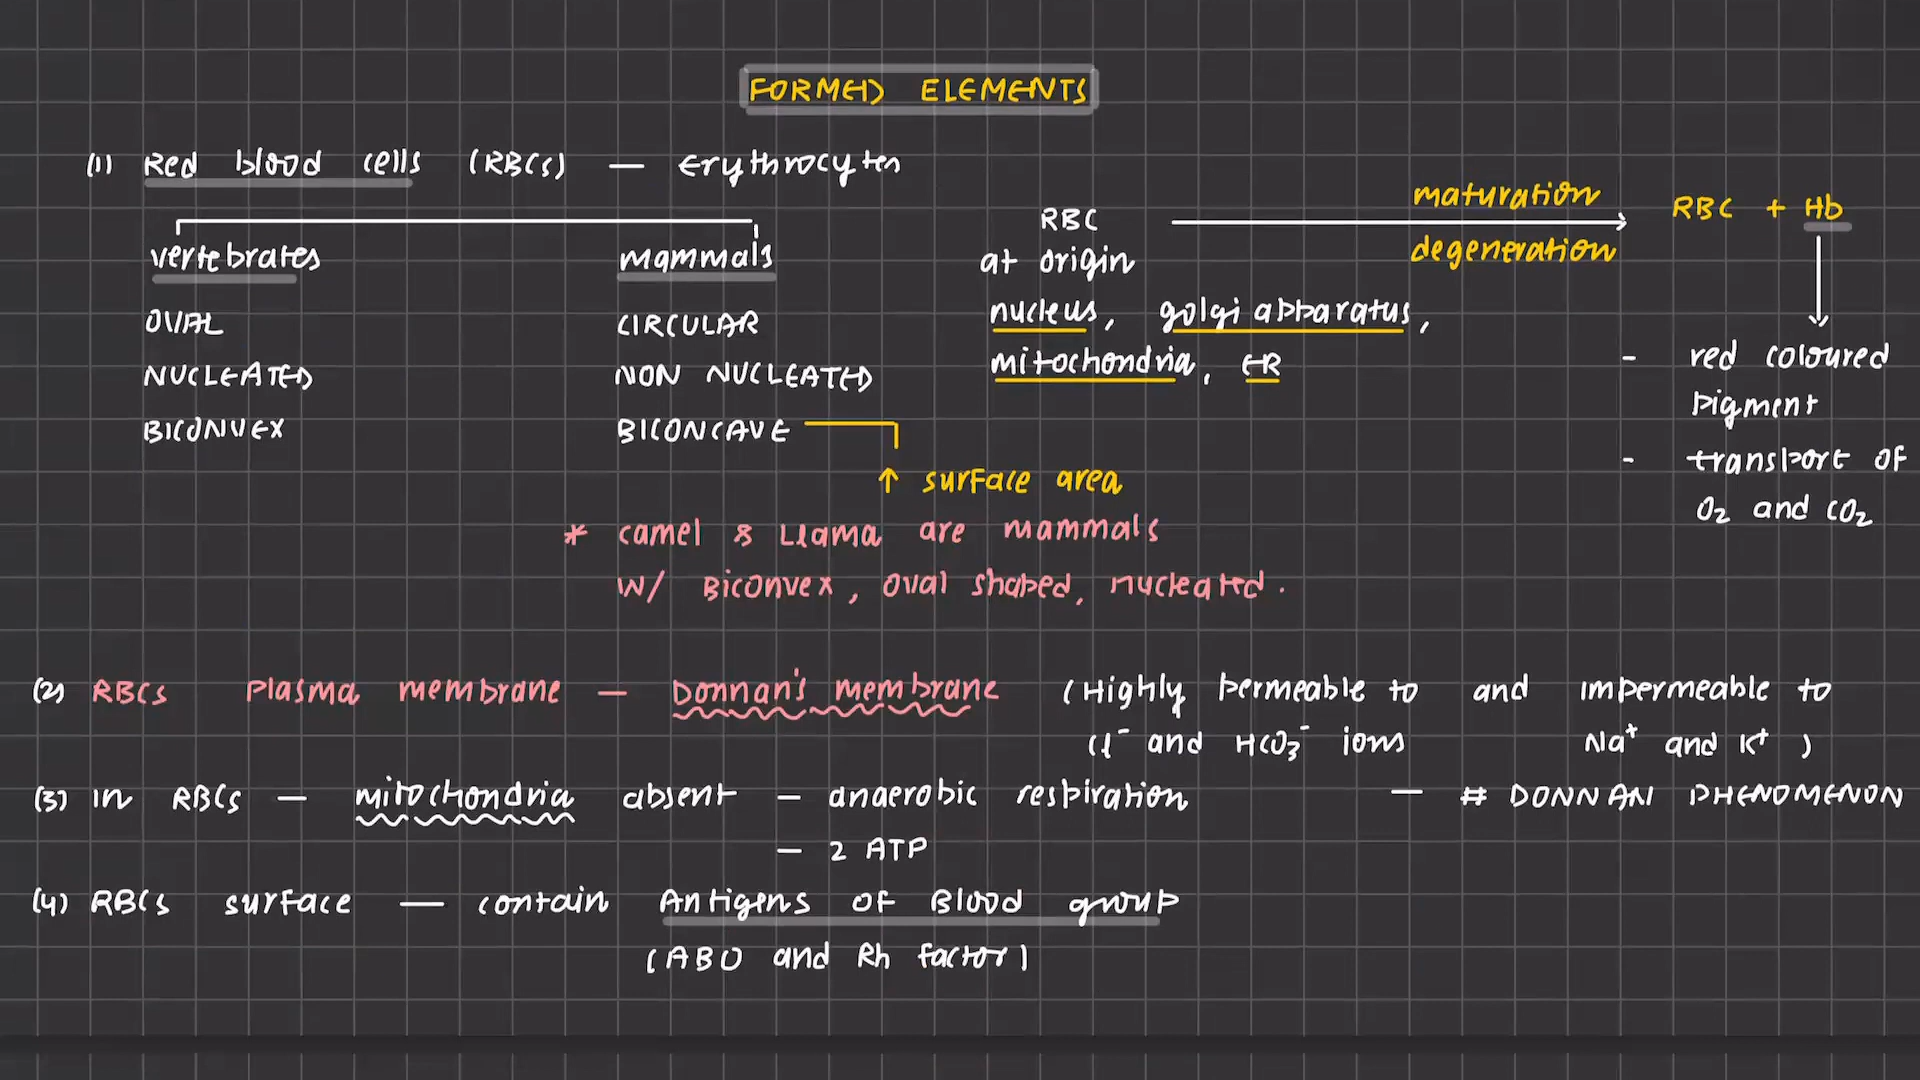 FORMED ELEMENTS
(1) Red blood cells (RBCs) — Erythrocytes
vertebrates
OVAL
NUCLEATED
BICONVEX
mammals
CIRCULAR
NON NUCLEATED
BICONCAVE
↑ surface area
RBC
at origin
nucleus, golgi apparatus,
mitochondria, ER
maturation
degeneration
RBC + Hb
- red coloured
pigment
- transport of
O₂ and CO₂
* camel & Llama are mammals
w/ Biconvex, oval shaped, nucleated.
(2) RBCs Plasma membrane — Donnan's membrane (Highly permeable to and impermeable to
Cl⁻ and HCO₃⁻ ions Na⁺ and K⁺)
(3) in RBCs — mitochondria absent — anaerobic respiration — # DONNAN PHENOMENON
— 2 ATP
(4) RBCs surface — contain Antigens of Blood group
(ABO and Rh factor)